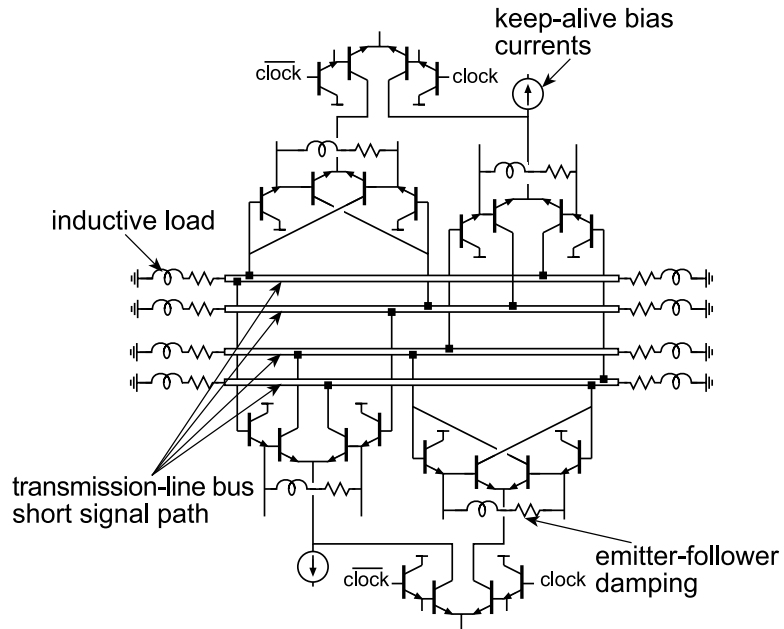 keep-alive bias
currents
clock
clock
inductive load
transmission-line bus
short signal path
emitter-follower
damping
clock
clock